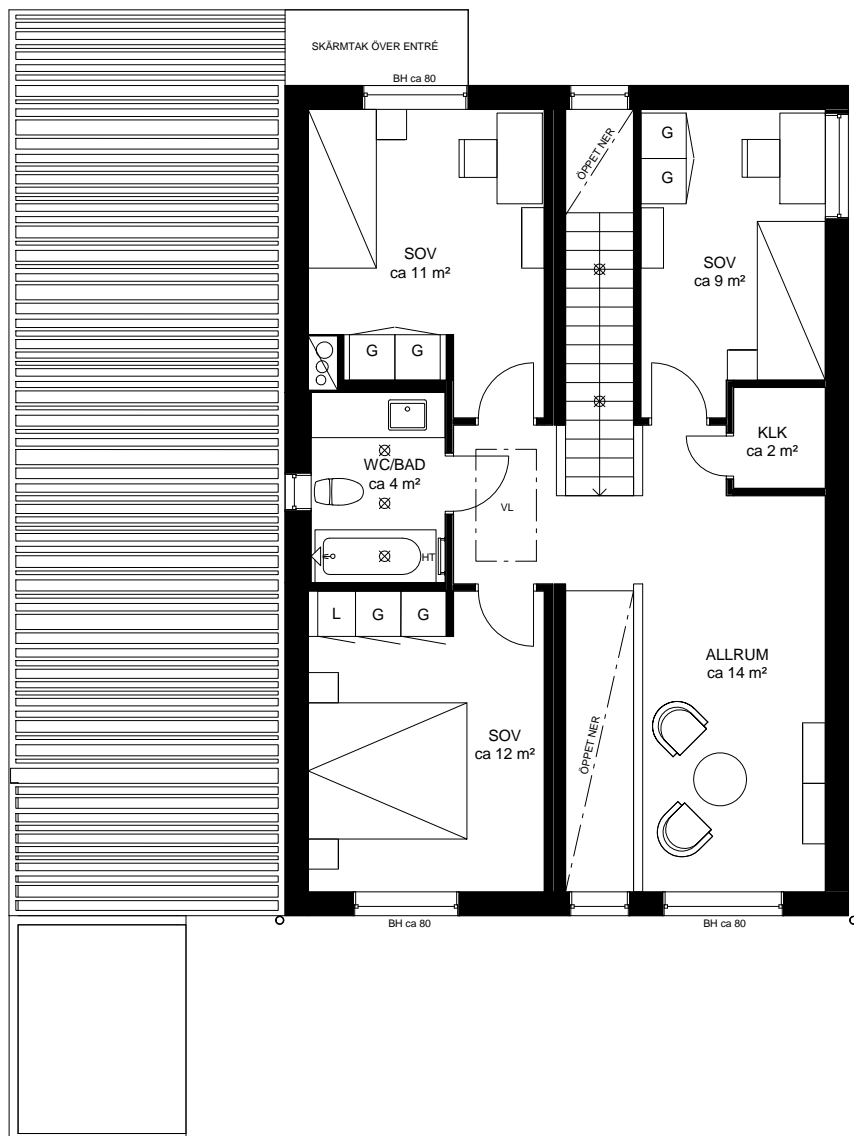 SKÄRMTAK ÖVER ENTRÉ
BH ca 80
ÖPPET NER
G
G
SOV
ca 11 m²
SOV
ca 9 m²
G
G
KLK
ca 2 m²
WC/BAD
ca 4 m²
VL
HT
L
G
G
ALLRUM
ca 14 m²
SOV
ca 12 m²
ÖPPET NER
BH ca 80
BH ca 80